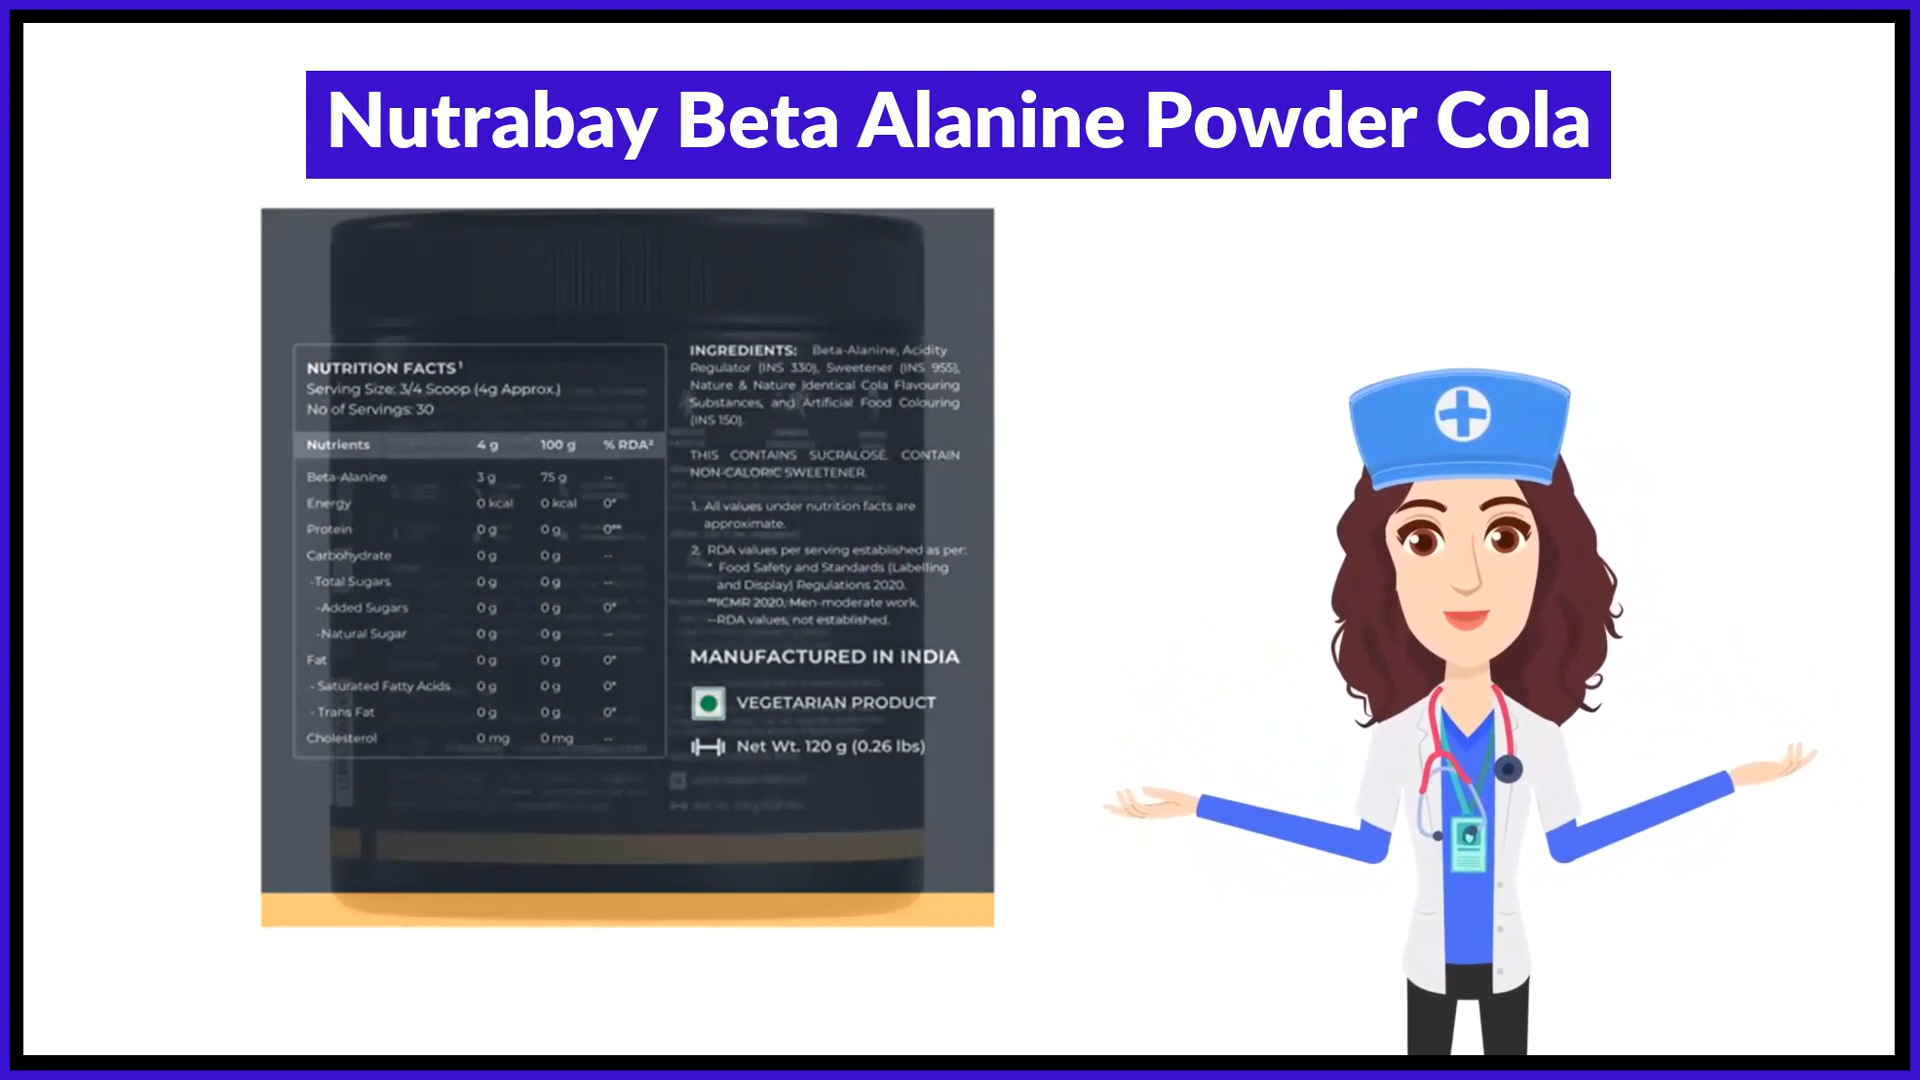 Nutrabay Beta Alanine Powder Cola
NUTRITION FACTS¹
Serving Size: 3/4 Scoop (4g Approx.)
No of Servings: 30
Nutrients 4 g 100 g % RDA²
Beta-Alanine 3 g 75 g --
Energy 0 kcal 0 kcal 0*
Protein 0 g 0 g 0**
Carbohydrate 0 g 0 g --
-Total Sugars 0 g 0 g --
-Added Sugars 0 g 0 g 0*
-Natural Sugar 0 g 0 g --
Fat 0 g 0 g 0*
- Saturated Fatty Acids 0 g 0 g 0*
- Trans Fat 0 g 0 g 0*
Cholesterol 0 mg 0 mg --
INGREDIENTS: Beta-Alanine, Acidity
Regulator (INS 330), Sweetener (INS 955),
Nature & Nature Identical Cola Flavouring
Substances, and Artificial Food Colouring
(INS 150).
THIS CONTAINS SUCRALOSE. CONTAIN
NON-CALORIC SWEETENER.
1. All values under nutrition facts are
approximate.
2. RDA values per serving established as per:
* Food Safety and Standards (Labelling
and Display) Regulations 2020.
**ICMR 2020, Men-moderate work.
--RDA values, not established.
MANUFACTURED IN INDIA
VEGETARIAN PRODUCT
Net Wt. 120 g (0.26 lbs)